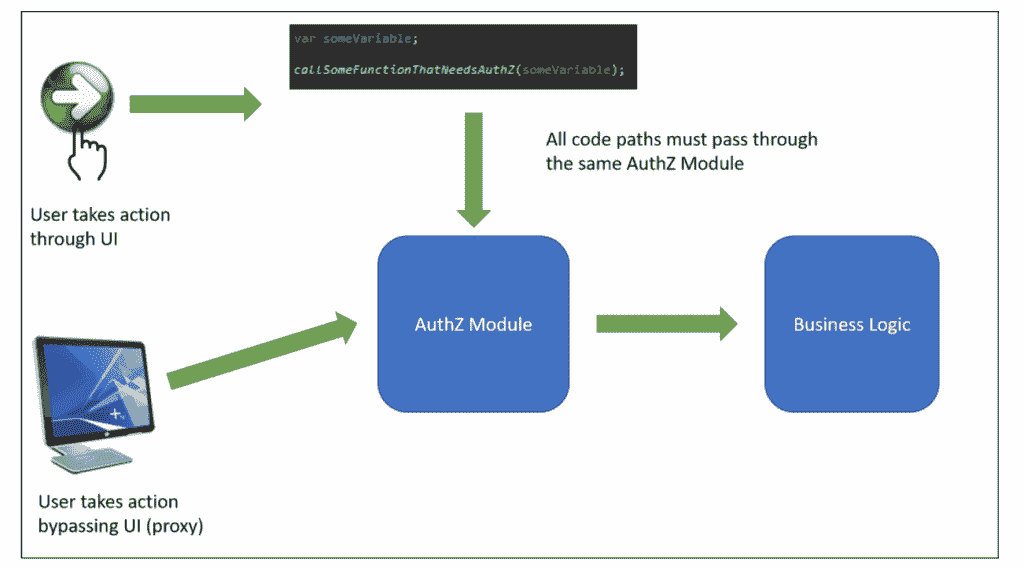 var someVariable;
callSomeFunctionThatNeedsAuthZ(someVariable);
All code paths must pass through
the same AuthZ Module
User takes action
through UI
AuthZ Module
Business Logic
User takes action
bypassing UI (proxy)